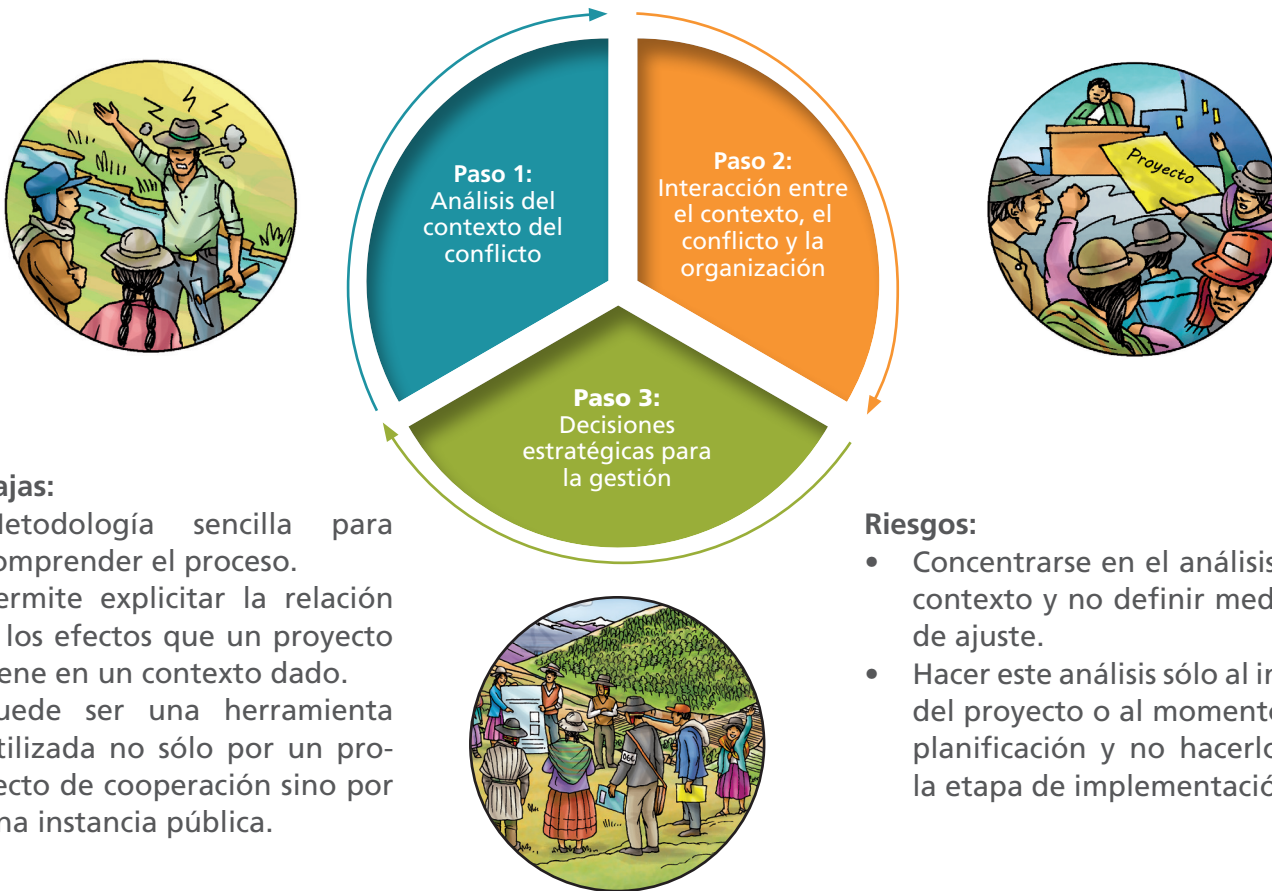 Paso 1:
Análisis del
contexto del
conflicto
Paso 2:
Interacción entre
el contexto, el
conflicto y la
organización
Proyecto
Paso 3:
Decisiones
estratégicas para
la gestión
ajas:
Metodología sencilla para
omprender el proceso.
ermite explicitar la relación
los efectos que un proyecto
iene en un contexto dado.
uede ser una herramienta
tilizada no sólo por un pro-
ecto de cooperación sino por
na instancia pública.
Riesgos:
• Concentrarse en el análisis
contexto y no definir med
de ajuste.
• Hacer este análisis sólo al in
del proyecto o al momento
planificación y no hacerlo
la etapa de implementació